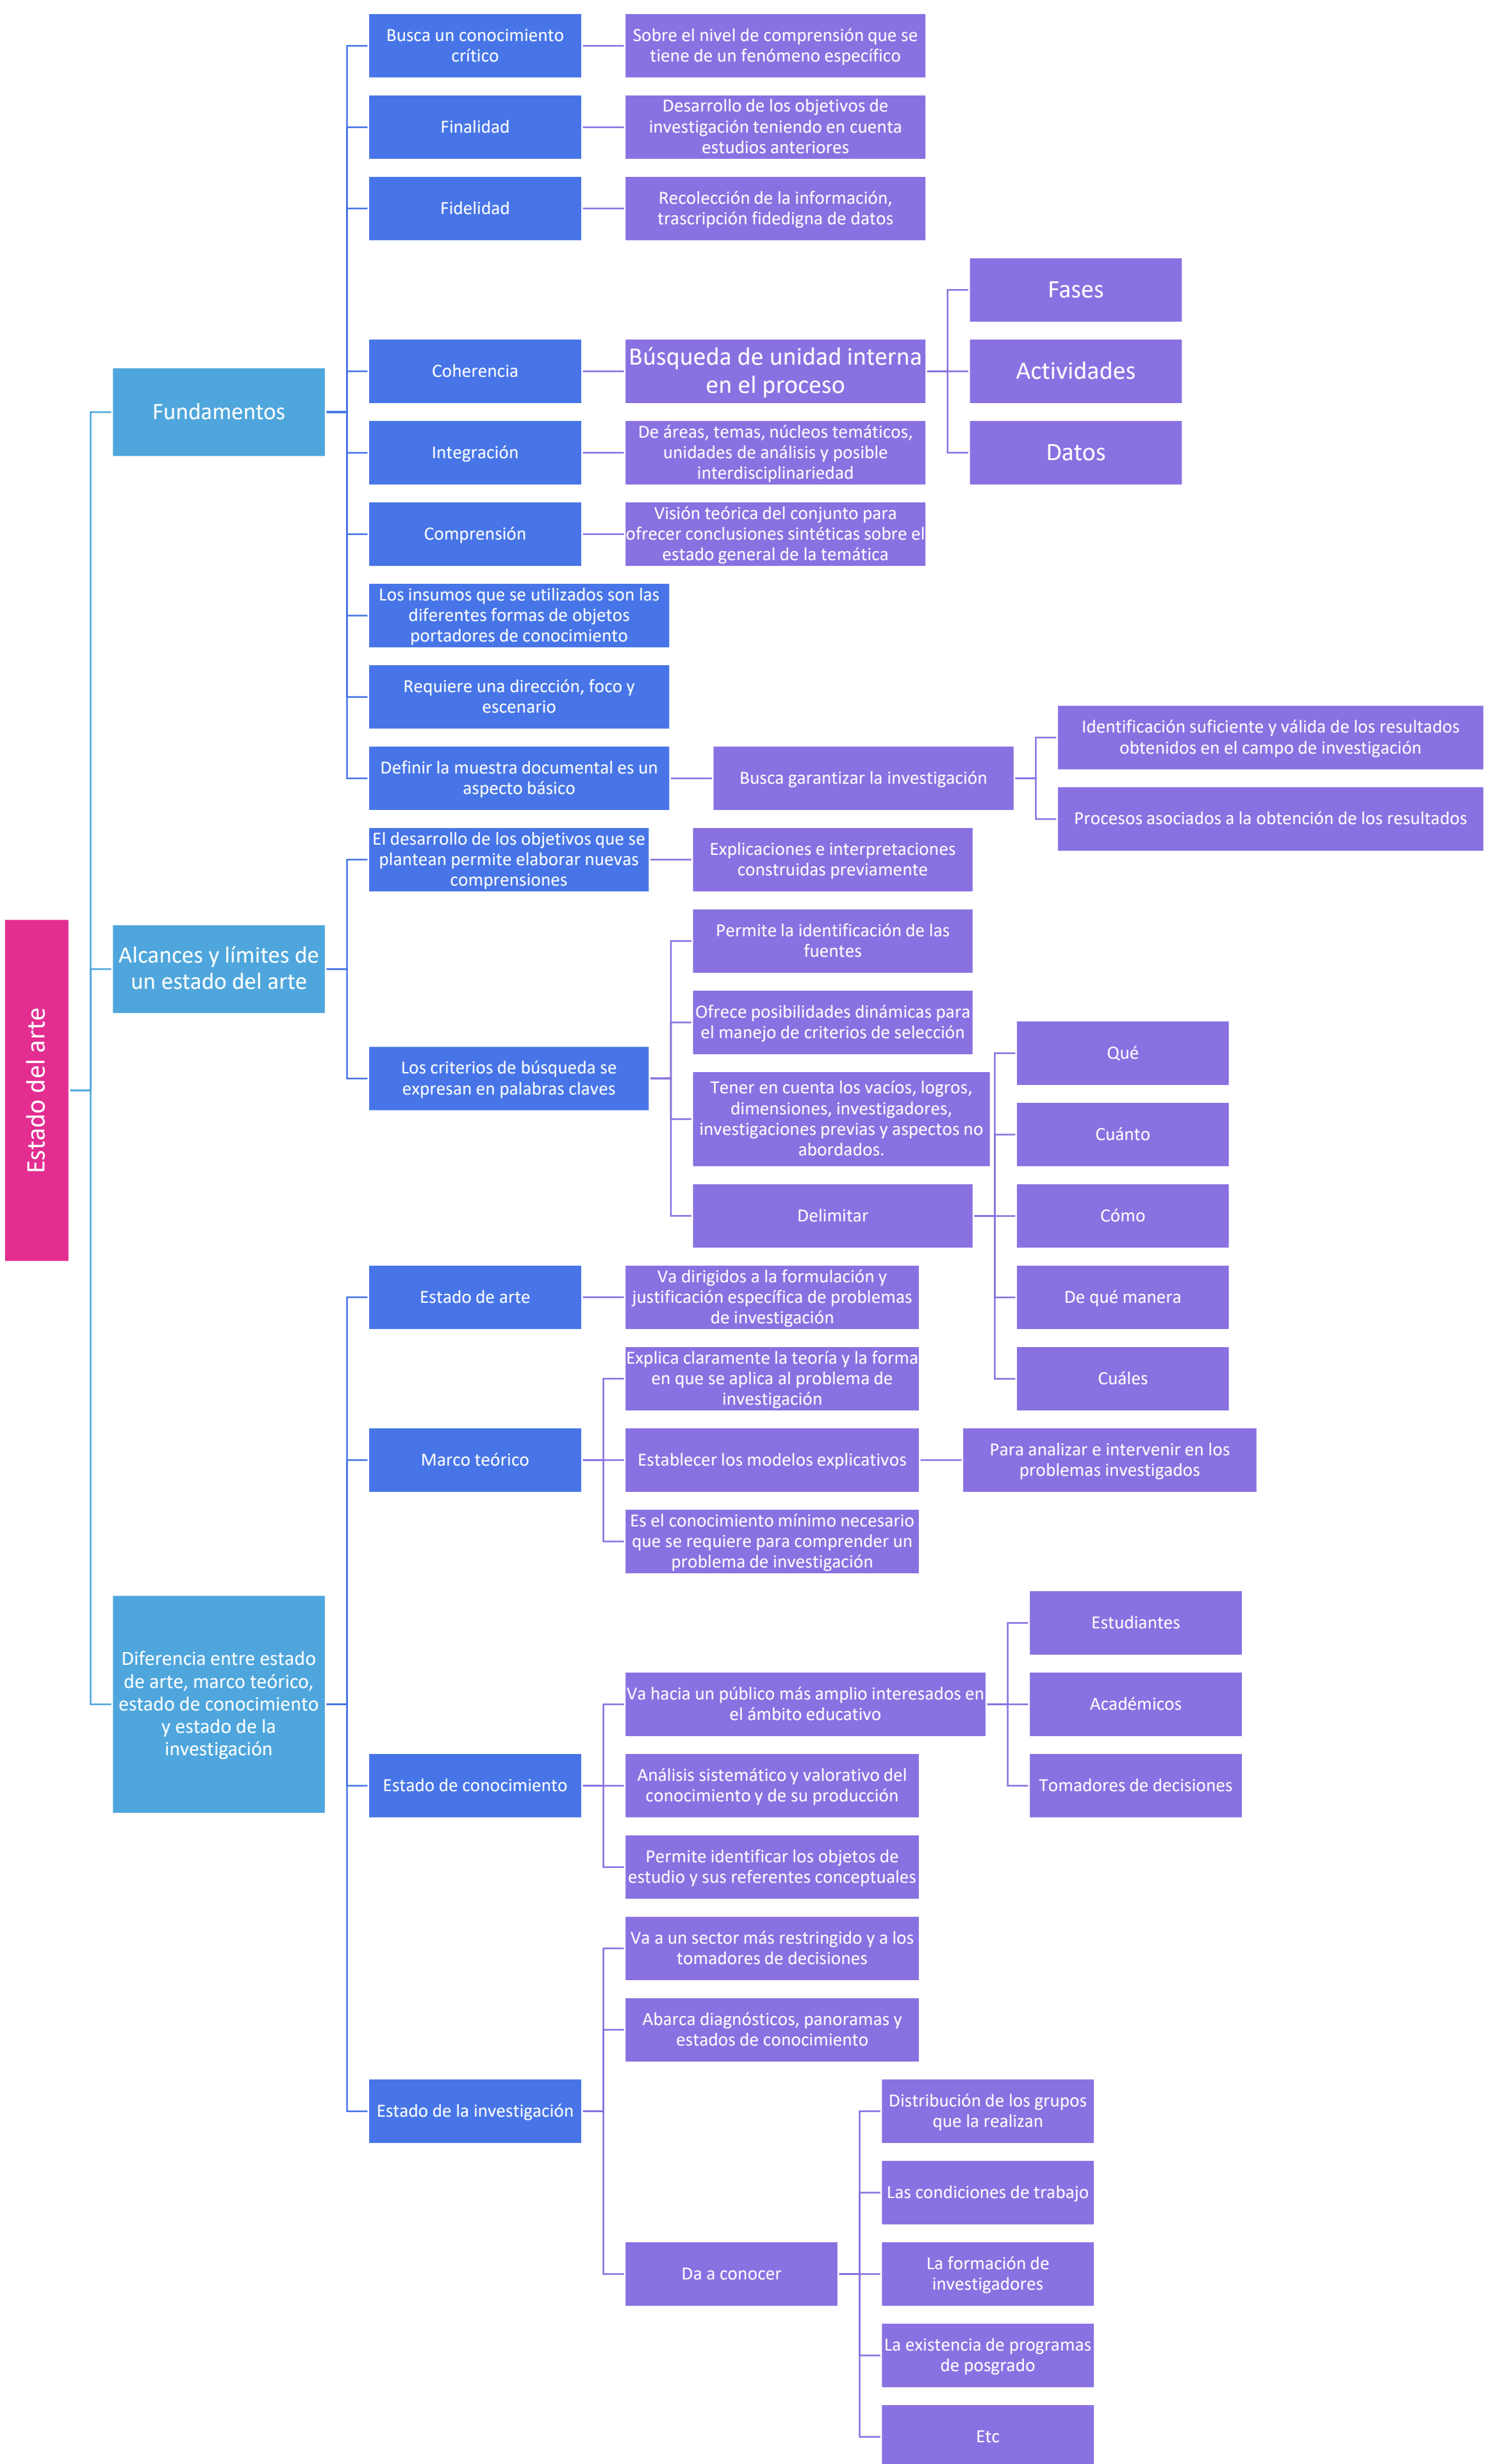 Estado del arte
Fundamentos
Busca un conocimiento
crítico
Sobre el nivel de comprensión que se
tiene de un fenómeno específico
Finalidad
Desarrollo de los objetivos de
investigación teniendo en cuenta
estudios anteriores
Fidelidad
Recolección de la información,
trascripción fidedigna de datos
Coherencia
Búsqueda de unidad interna
en el proceso
Fases
Actividades
Datos
Integración
De áreas, temas, núcleos temáticos,
unidades de análisis y posible
interdisciplinariedad
Comprensión
Visión teórica del conjunto para
ofrecer conclusiones sintéticas sobre el
estado general de la temática
Los insumos que se utilizados son las
diferentes formas de objetos
portadores de conocimiento
Requiere una dirección, foco y
escenario
Definir la muestra documental es un
aspecto básico
Busca garantizar la investigación
Identificación suficiente y válida de los resultados
obtenidos en el campo de investigación
Procesos asociados a la obtención de los resultados
Alcances y límites de
un estado del arte
El desarrollo de los objetivos que se
plantean permite elaborar nuevas
comprensiones
Explicaciones e interpretaciones
construidas previamente
Los criterios de búsqueda se
expresan en palabras claves
Permite la identificación de las
fuentes
Ofrece posibilidades dinámicas para
el manejo de criterios de selección
Tener en cuenta los vacíos, logros,
dimensiones, investigadores,
investigaciones previas y aspectos no
abordados.
Delimitar
Qué
Cuánto
Cómo
De qué manera
Cuáles
Diferencia entre estado
de arte, marco teórico,
estado de conocimiento
y estado de la
investigación
Estado de arte
Va dirigidos a la formulación y
justificación específica de problemas
de investigación
Marco teórico
Explica claramente la teoría y la forma
en que se aplica al problema de
investigación
Establecer los modelos explicativos
Para analizar e intervenir en los
problemas investigados
Es el conocimiento mínimo necesario
que se requiere para comprender un
problema de investigación
Estado de conocimiento
Va hacia un público más amplio interesados en
el ámbito educativo
Estudiantes
Académicos
Tomadores de decisiones
Análisis sistemático y valorativo del
conocimiento y de su producción
Permite identificar los objetos de
estudio y sus referentes conceptuales
Estado de la investigación
Va a un sector más restringido y a los
tomadores de decisiones
Abarca diagnósticos, panoramas y
estados de conocimiento
Da a conocer
Distribución de los grupos
que la realizan
Las condiciones de trabajo
La formación de
investigadores
La existencia de programas
de posgrado
Etc